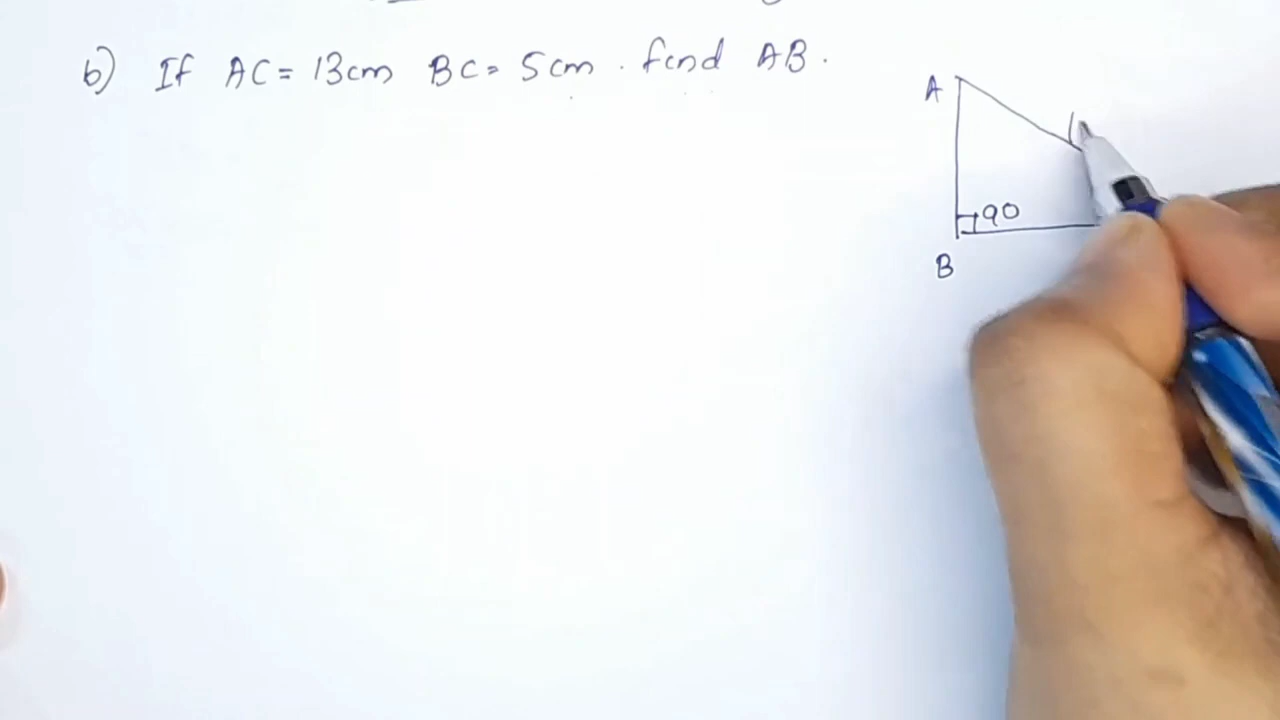 b) If AC = 13cm BC = 5cm . find AB.
A
90
B